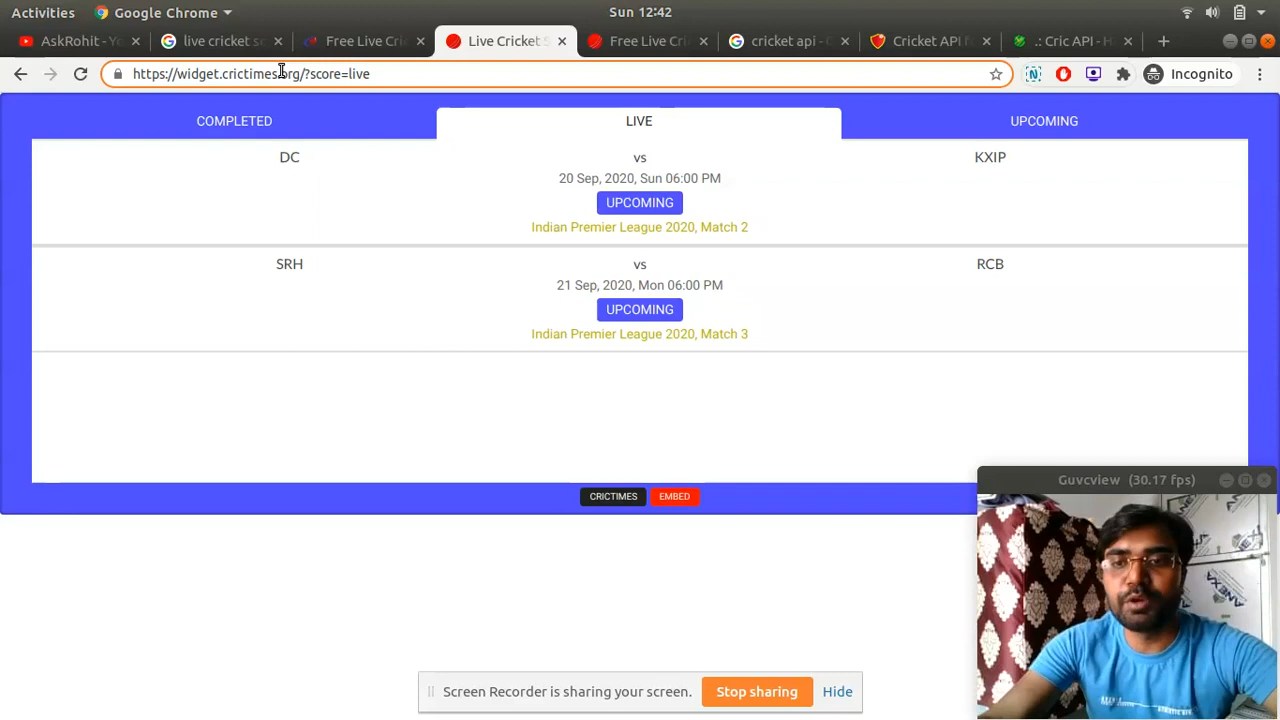 Activities Google Chrome Sun 12:42
AskRohit - Yo live cricket sc Free Live Cri Live Cricket S Free Live Cri cricket api - G Cricket API N .: Cric API - H
https://widget.crictimes.org/?score=live Incognito
COMPLETED LIVE UPCOMING
DC vs KXIP
20 Sep, 2020, Sun 06:00 PM
UPCOMING
Indian Premier League 2020, Match 2
SRH vs RCB
21 Sep, 2020, Mon 06:00 PM
UPCOMING
Indian Premier League 2020, Match 3
CRICTIMES EMBED
Guvcview (30.17 fps)
Screen Recorder is sharing your screen. Stop sharing Hide